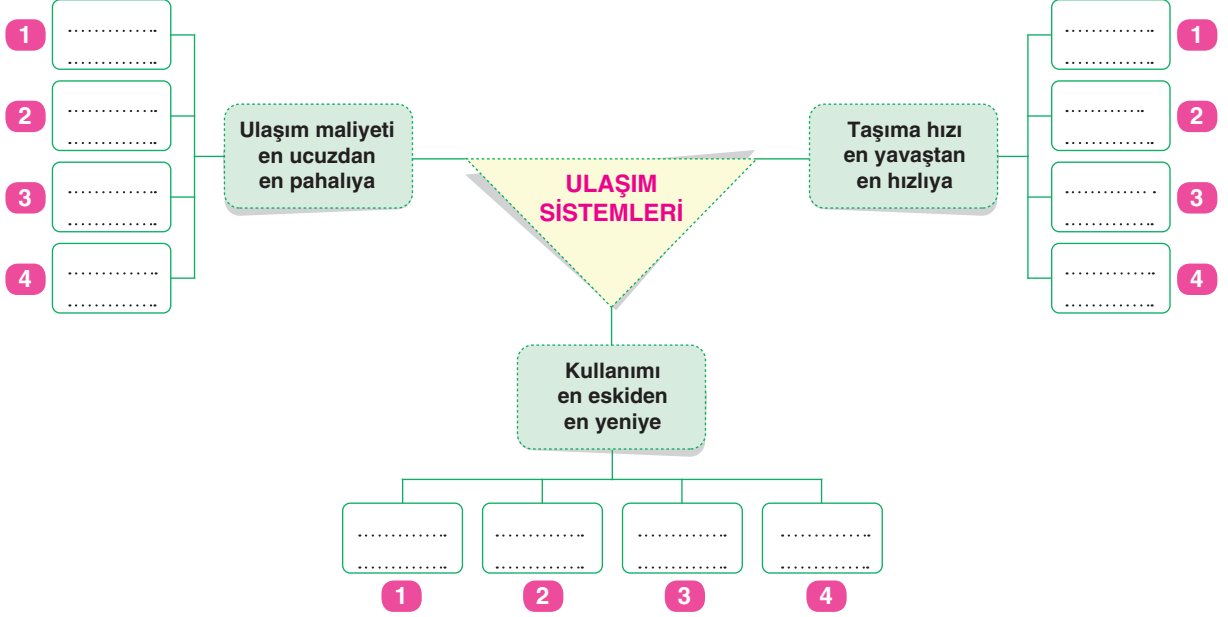 1
2
3
4
Ulaşım maliyeti
en ucuzdan
en pahalıya
ULAŞIM
SİSTEMLERİ
Taşıma hızı
en yavaştan
en hızlıya
1
2
3
4
Kullanımı
en eskiden
en yeniye
1
2
3
4